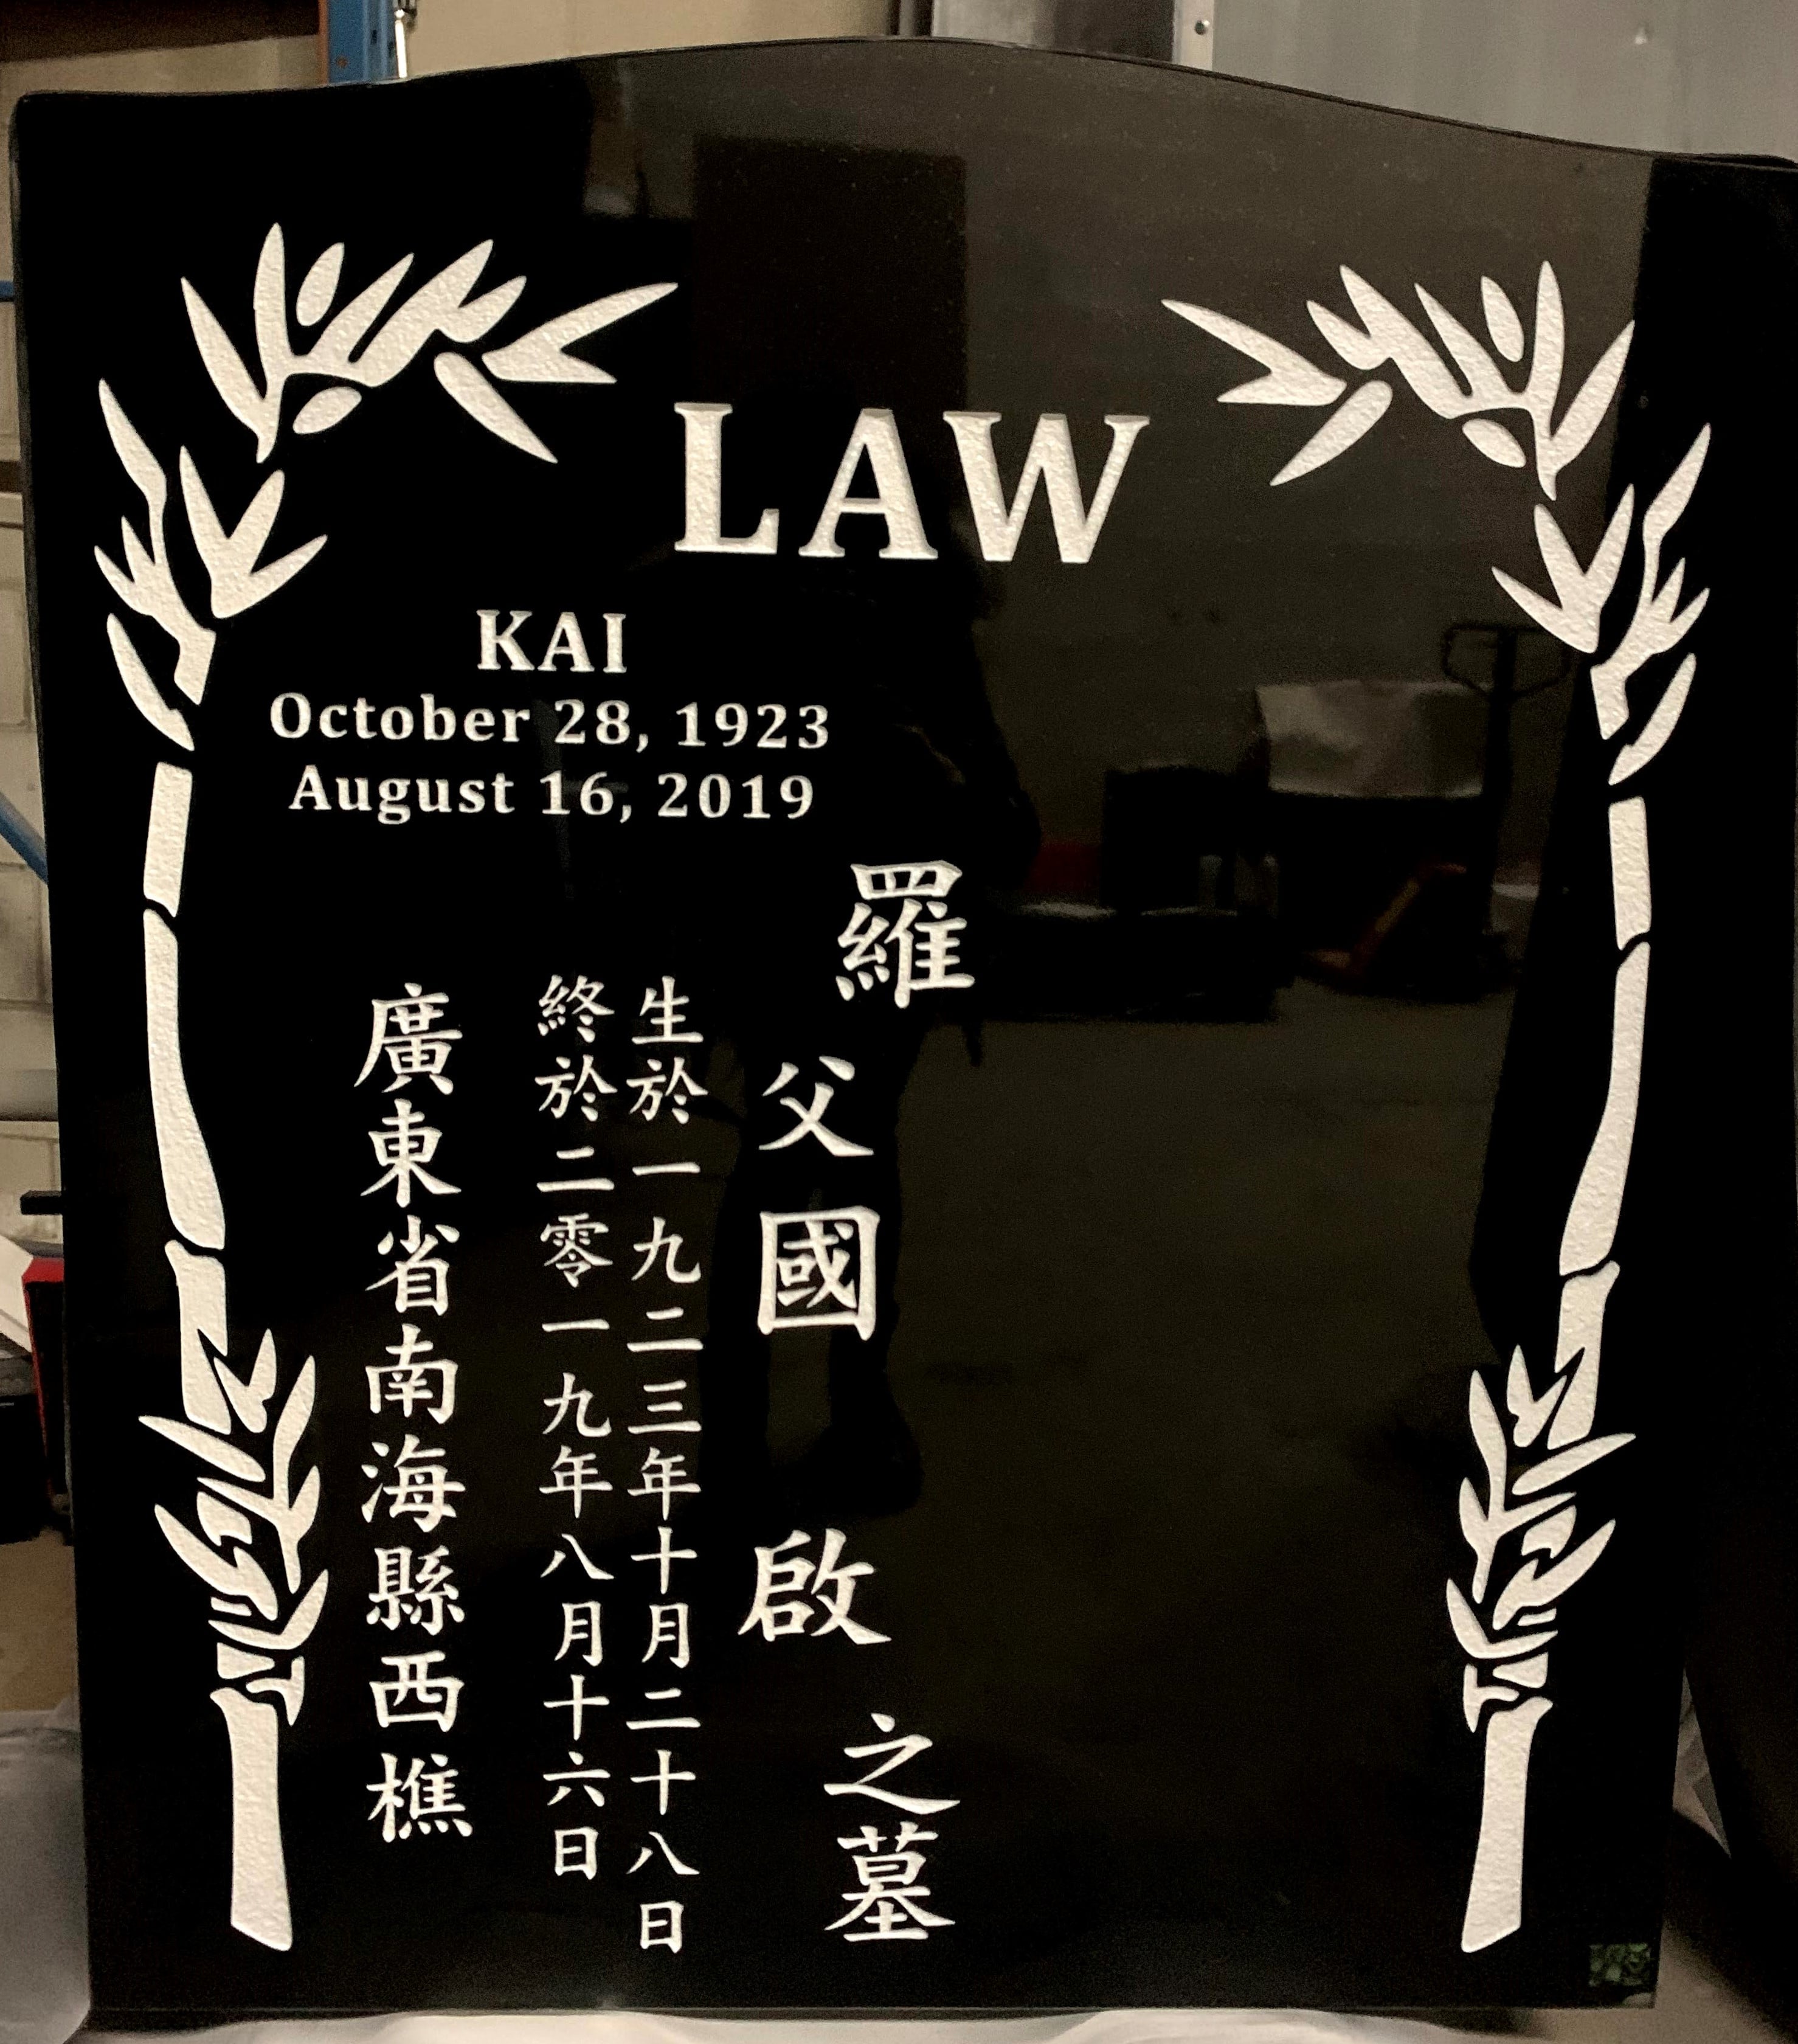 LAW
KAI
October 28, 1923
August 16, 2019
羅
父國啟
之墓
生於一九二三年十月二十八日
終於二零一九年八月十六日
廣東省南海縣西樵